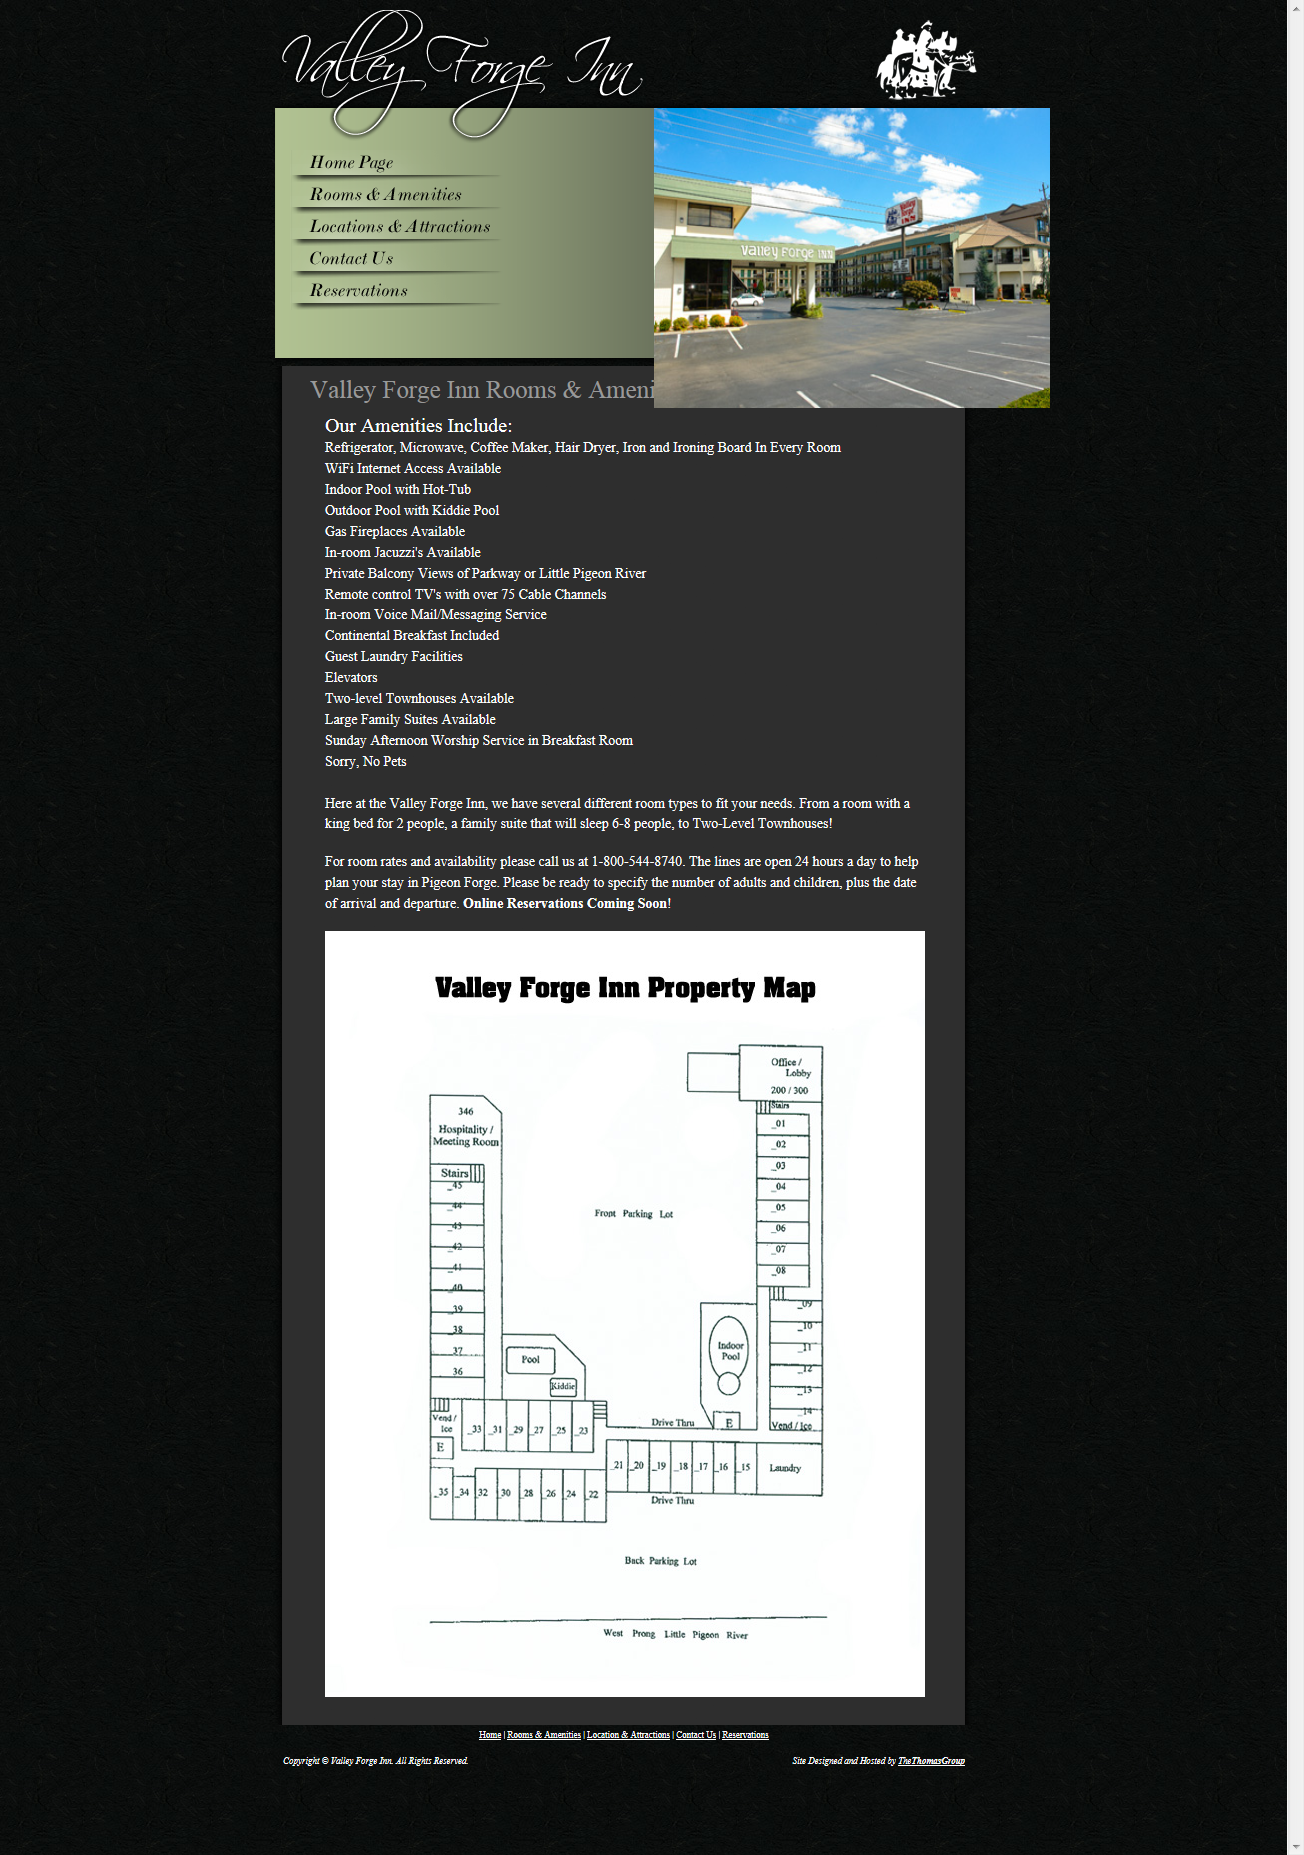 Valley Forge Inn
Home Page
Rooms & Amenities
Locations & Attractions
Contact Us
Reservations
Valley Forge INN
Valley Forge INN
Valley Forge Inn Rooms & Ameni
Our Amenities Include:
Refrigerator, Microwave, Coffee Maker, Hair Dryer, Iron and Ironing Board In Every Room
WiFi Internet Access Available
Indoor Pool with Hot-Tub
Outdoor Pool with Kiddie Pool
Gas Fireplaces Available
In-room Jacuzzi's Available
Private Balcony Views of Parkway or Little Pigeon River
Remote control TV's with over 75 Cable Channels
In-room Voice Mail/Messaging Service
Continental Breakfast Included
Guest Laundry Facilities
Elevators
Two-level Townhouses Available
Large Family Suites Available
Sunday Afternoon Worship Service in Breakfast Room
Sorry, No Pets
Here at the Valley Forge Inn, we have several different room types to fit your needs. From a room with a
king bed for 2 people, a family suite that will sleep 6-8 people, to Two-Level Townhouses!
For room rates and availability please call us at 1-800-544-8740. The lines are open 24 hours a day to help
plan your stay in Pigeon Forge. Please be ready to specify the number of adults and children, plus the date
of arrival and departure. Online Reservations Coming Soon!
Valley Forge Inn Property Map
Office /
Lobby
200 / 300
Stairs
_01
_02
_03
_04
_05
_06
_07
_08
_09
_10
_11
_12
_13
_14
Vend / Ice
346
Hospitality /
Meeting Room
Stairs
_45
_44
_43
_42
_41
_40
_39
_38
_37
36
Front Parking Lot
Pool
Kiddie
Indoor
Pool
Vend /
Ice
E
_33 _31 _29 _27 _25 _23
Drive Thru
E
_21 _20 _19 _18 _17 _16 _15 Laundry
_35 _34 32 _30 _28 _26 _24 _22
Drive Thru
Back Parking Lot
West Prong Little Pigeon River
Home | Rooms & Amenities | Location & Attractions | Contact Us | Reservations
Copyright © Valley Forge Inn. All Rights Reserved.
Site Designed and Hosted by TheThomasGroup